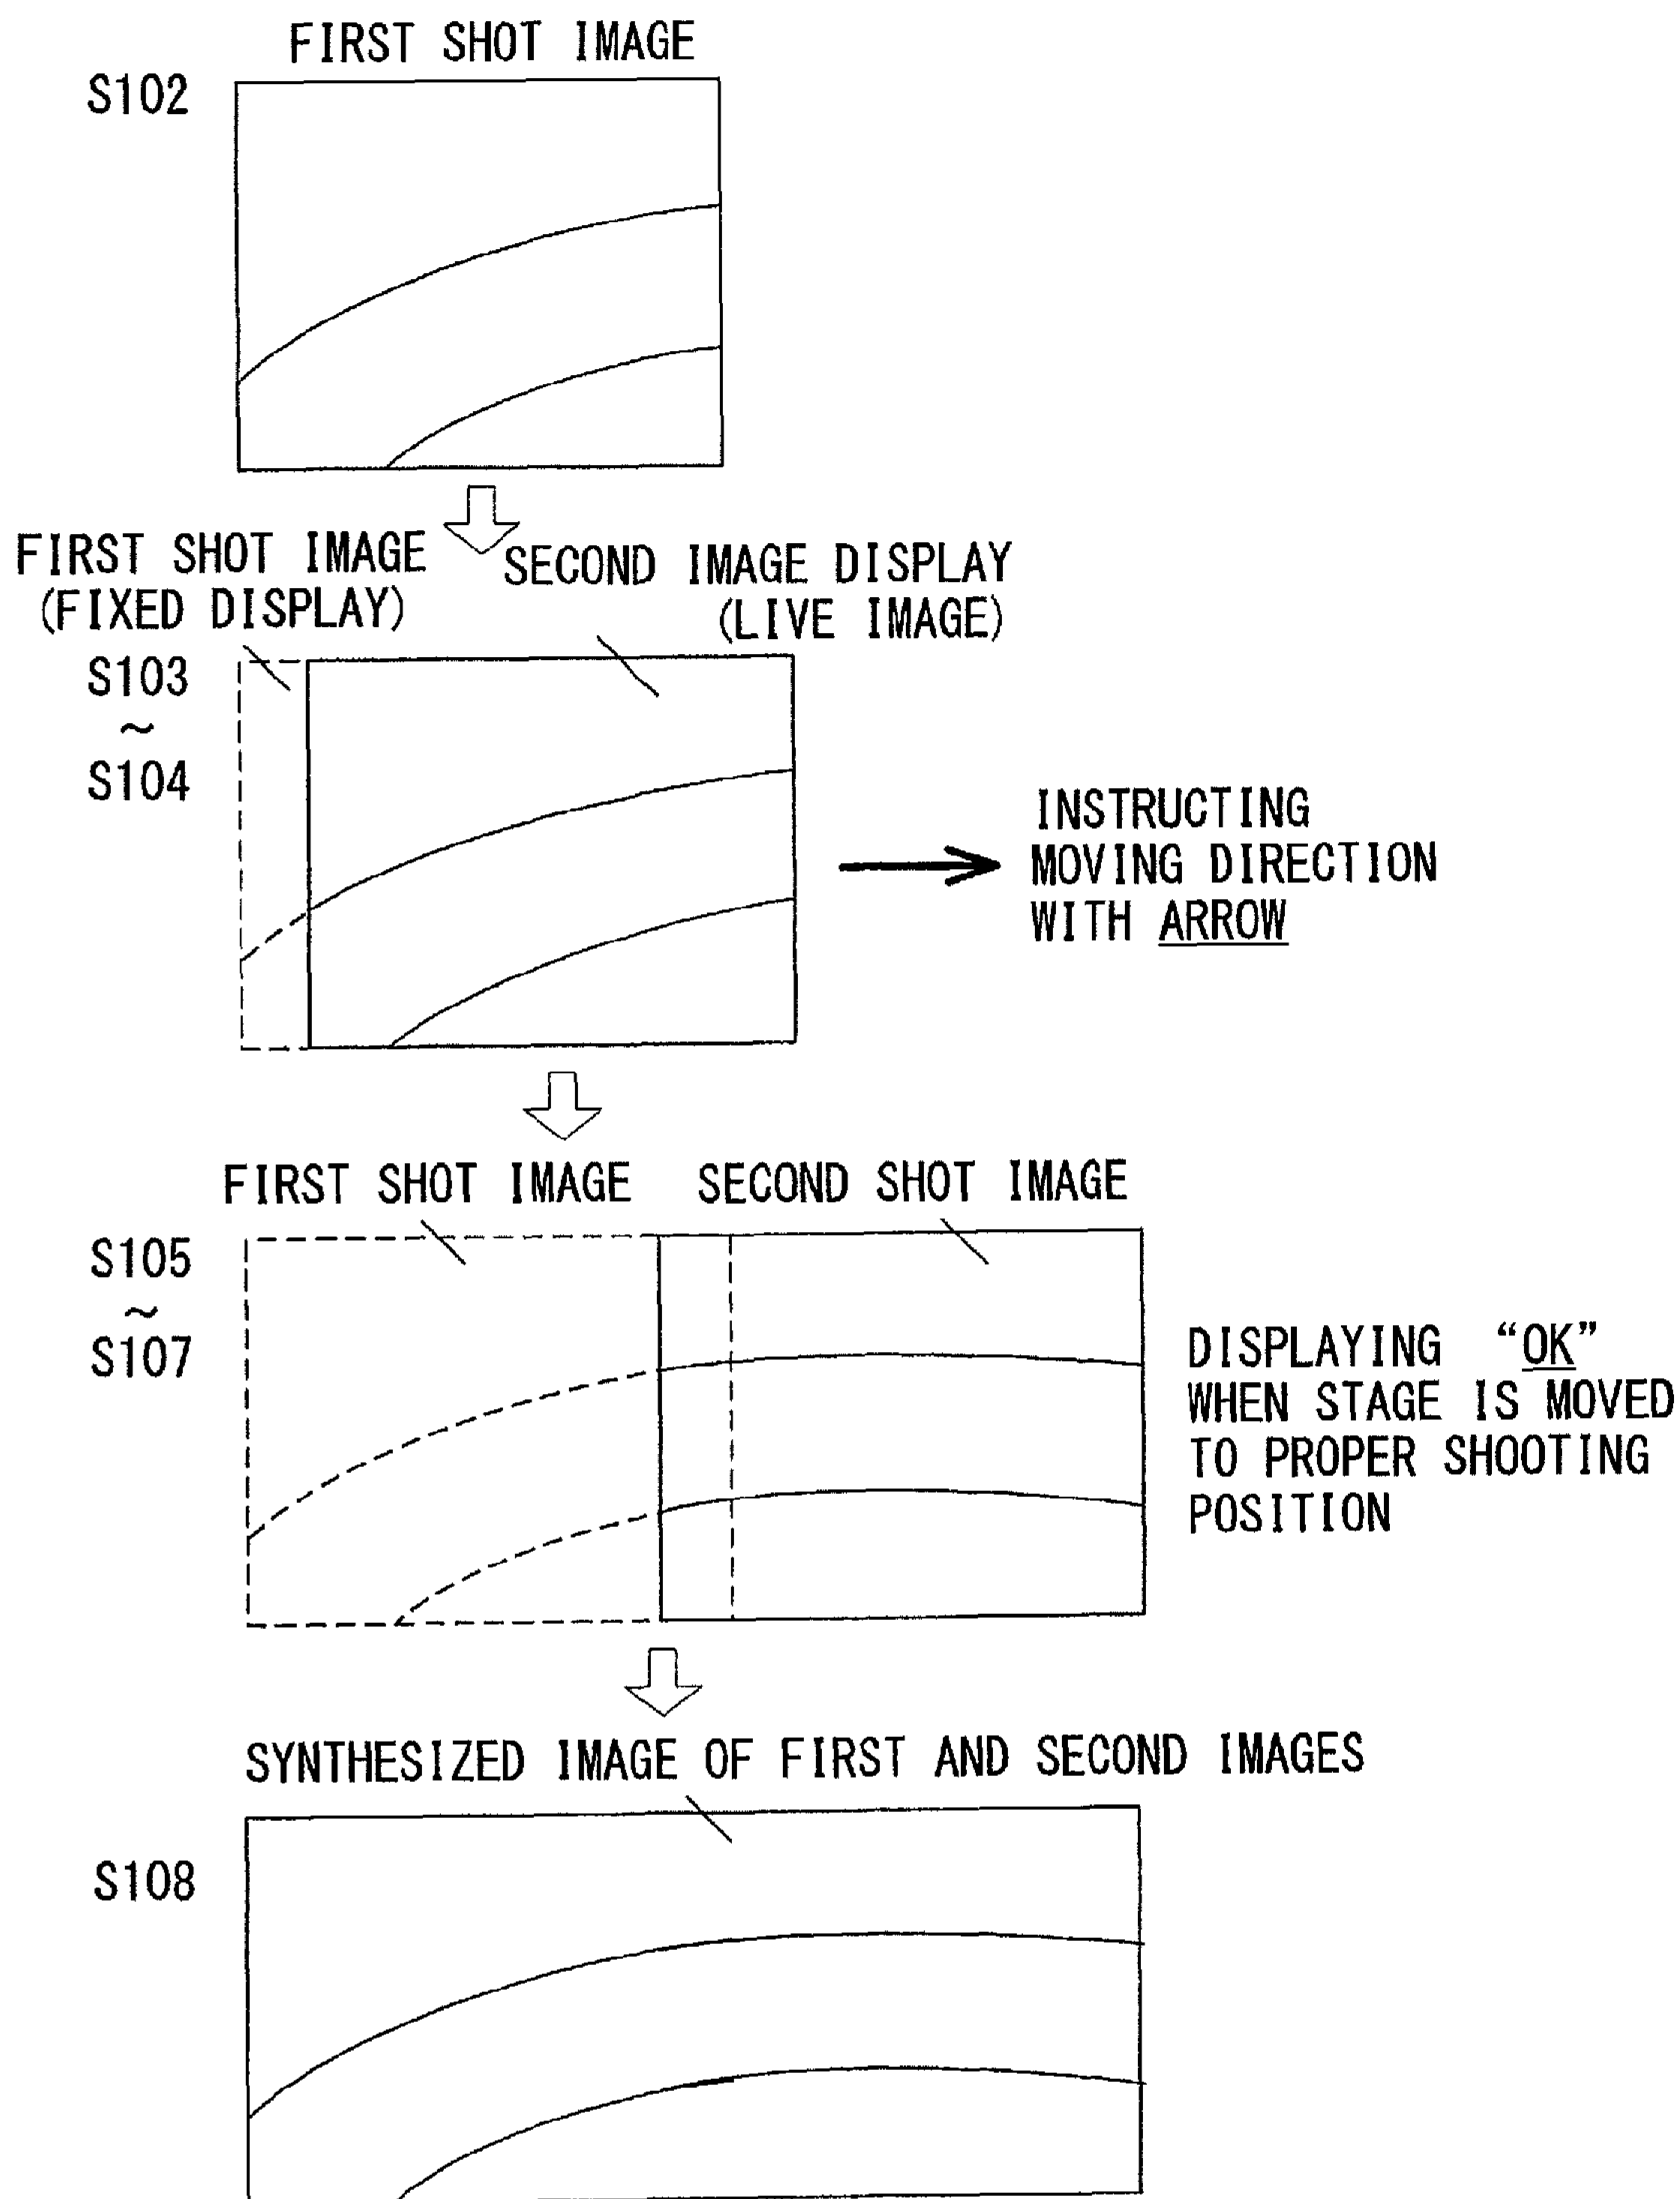 FIRST SHOT IMAGE
S102
FIRST SHOT IMAGE
(FIXED DISPLAY)
SECOND IMAGE DISPLAY
(LIVE IMAGE)
S103
~
S104
INSTRUCTING
MOVING DIRECTION
WITH ARROW
FIRST SHOT IMAGE
SECOND SHOT IMAGE
S105
~
S107
DISPLAYING "OK"
WHEN STAGE IS MOVED
TO PROPER SHOOTING
POSITION
SYNTHESIZED IMAGE OF FIRST AND SECOND IMAGES
S108